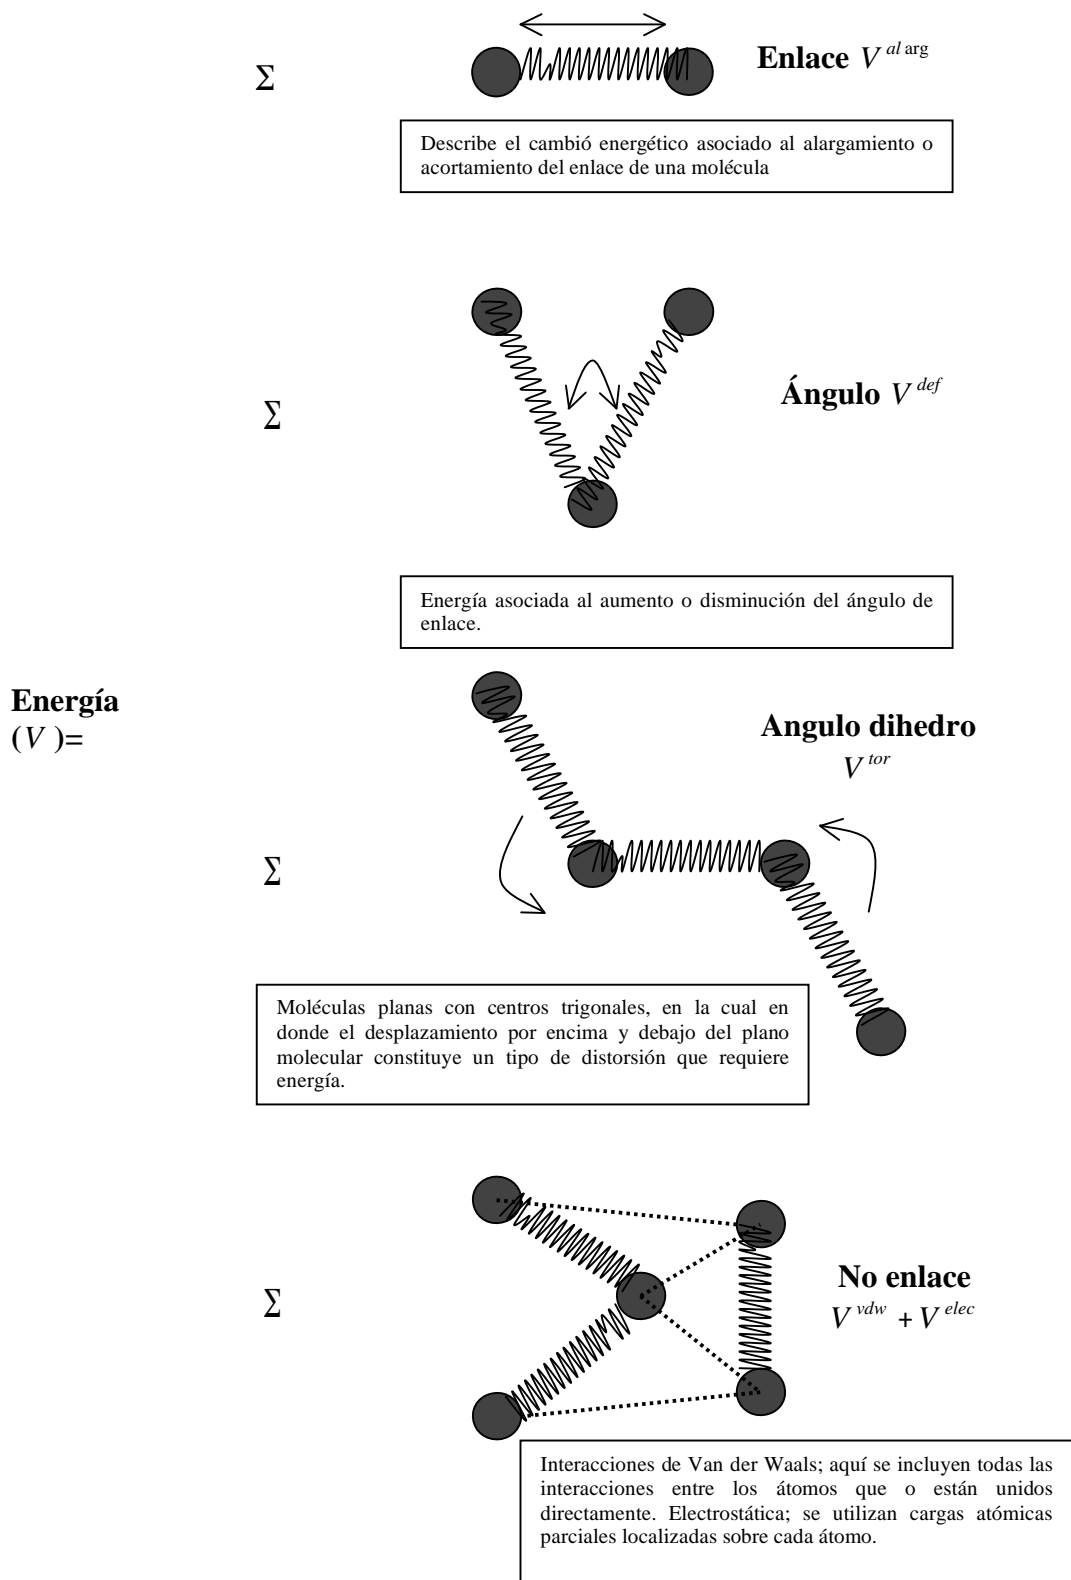 Σ
Enlace V^{al arg}
Describe el cambió energético asociado al alargamiento o
acortamiento del enlace de una molécula
Σ
Ángulo V^{def}
Energía asociada al aumento o disminución del ángulo de
enlace.
Energía
(V )=
Angulo dihedro
V^{tor}
Σ
Moléculas planas con centros trigonales, en la cual en
donde el desplazamiento por encima y debajo del plano
molecular constituye un tipo de distorsión que requiere
energía.
Σ
No enlace
V^{vdw} + V^{elec}
Interacciones de Van der Waals; aquí se incluyen todas las
interacciones entre los átomos que o están unidos
directamente. Electrostática; se utilizan cargas atómicas
parciales localizadas sobre cada átomo.